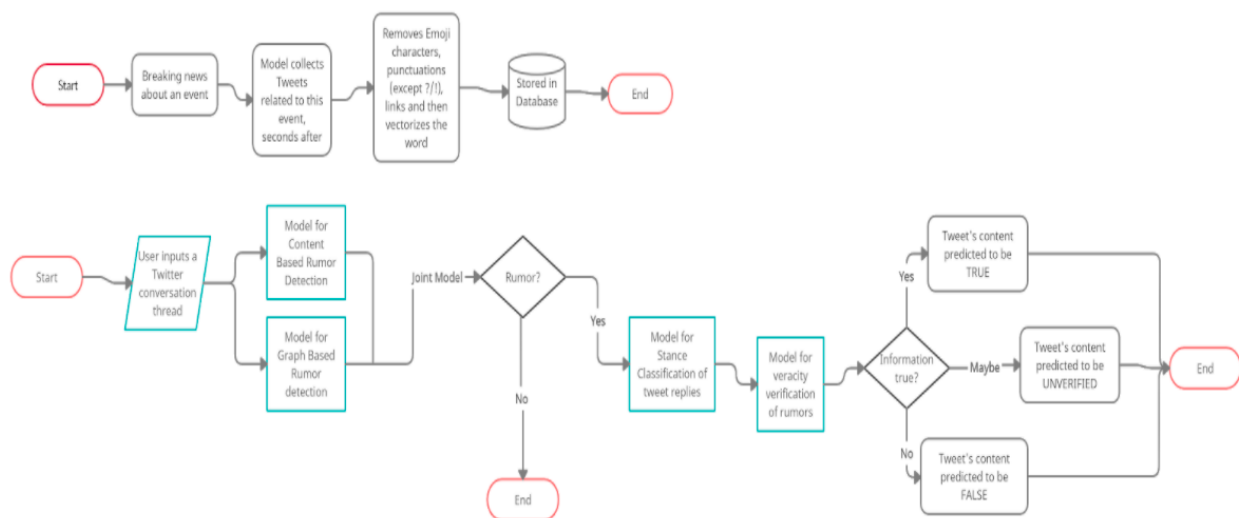 Start
Breaking news
about an event
Model collects
Tweets
related to this
event,
seconds after
Removes Emoji
characters,
punctuations
(except ?/!),
links and then
vectorizes the
word
Stored in
Database
End
Start
User inputs a
Twitter
conversation
thread
Model for
Content
Based Rumor
Detection
Model for
Graph Based
Rumor
detection
Joint Model
Rumor?
Yes
No
End
Model for
Stance
Classification of
tweet replies
Model for
veracity
verification
of rumors
Information
true?
Yes
Maybe
No
Tweet's content
predicted to be
TRUE
Tweet's content
predicted to be
UNVERIFIED
Tweet's content
predicted to be
FALSE
End